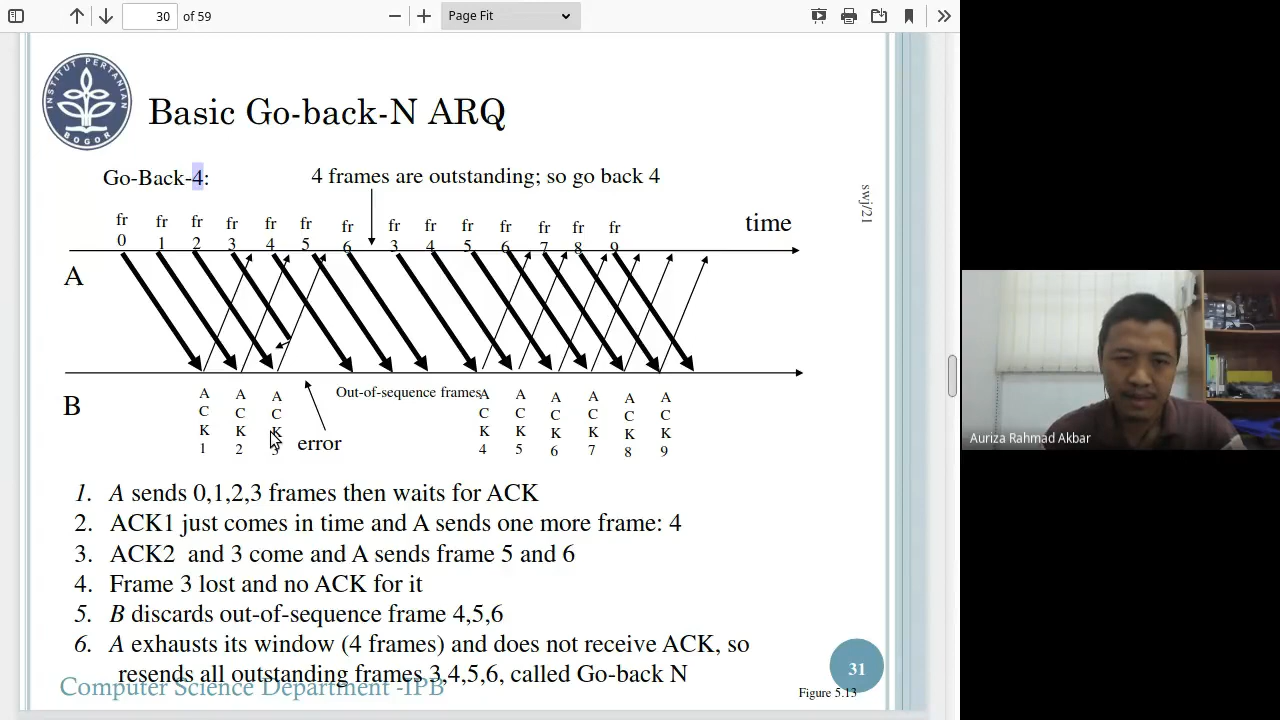 30 of 59
Page Fit
INSTITUT PERTANIAN
BOGOR
Basic Go-back-N ARQ
Go-Back-4:
4 frames are outstanding; so go back 4
swj/21
time
fr 0
fr 1
fr 2
fr 3
fr 4
fr 5
fr 6
fr 3
fr 4
fr 5
fr 6
fr 7
fr 8
fr 9
A
B
Out-of-sequence frames
ACK 1
ACK 2
ACK 3
error
ACK 4
ACK 5
ACK 6
ACK 7
ACK 8
ACK 9
1. A sends 0,1,2,3 frames then waits for ACK
2. ACK1 just comes in time and A sends one more frame: 4
3. ACK2 and 3 come and A sends frame 5 and 6
4. Frame 3 lost and no ACK for it
5. B discards out-of-sequence frame 4,5,6
6. A exhausts its window (4 frames) and does not receive ACK, so
resends all outstanding frames 3,4,5,6, called Go-back N
Computer Science Department -IPB
31
Figure 5.13
Auriza Rahmad Akbar